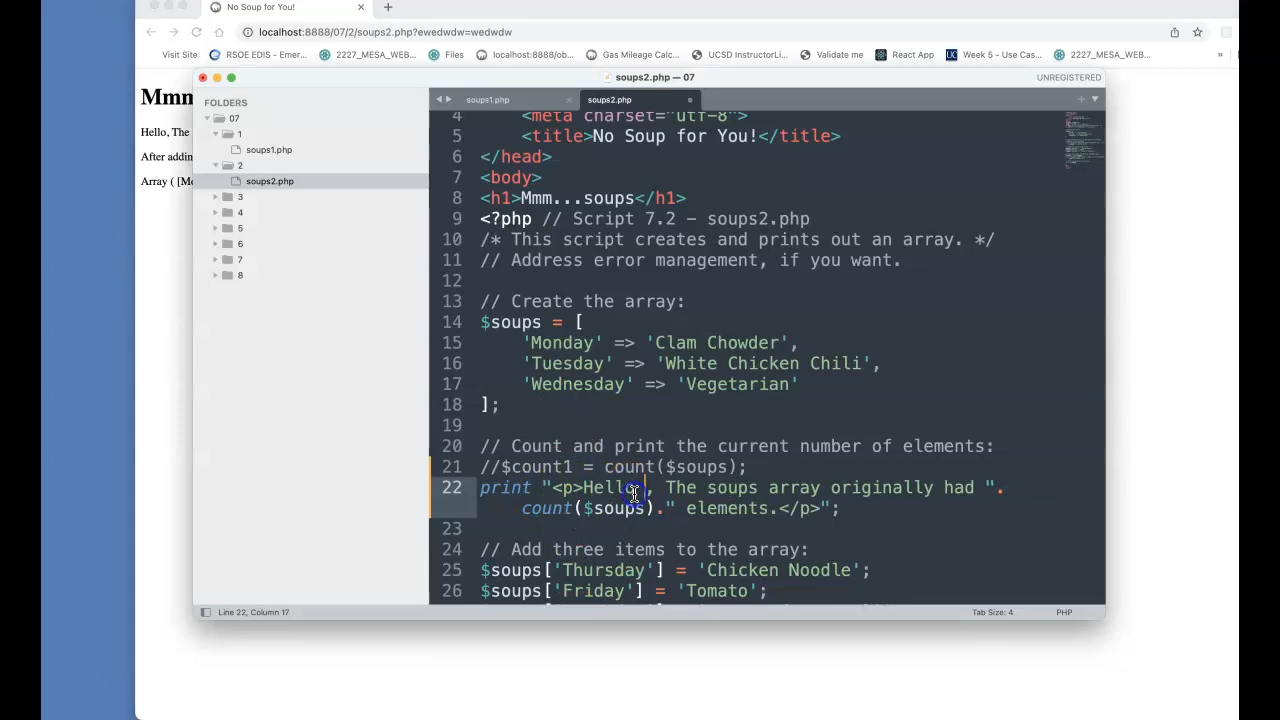 No Soup for You!
localhost:8888/07/2/soups2.php?ewedwdw=wedwdw
Visit Site RSOE EDIS - Emer... 2227_MESA_WEB... Files localhost:8888/ob... Gas Mileage Calc... UCSD InstructorLi... Validate me React App Week 5 - Use Cas... 2227_MESA_WEB... »
soups2.php — 07
UNREGISTERED
Mmm
Hello, The
After addin
Array ( [Mo
FOLDERS
07
1
soups1.php
2
soups2.php
3
4
5
6
7
8
soups1.php
soups2.php
4 <meta charset="utf-8">
5 <title>No Soup for You!</title>
6 </head>
7 <body>
8 <h1>Mmm...soups</h1>
9 <?php // Script 7.2 - soups2.php
10 /* This script creates and prints out an array. */
11 // Address error management, if you want.
12
13 // Create the array:
14 $soups = [
15 'Monday' => 'Clam Chowder',
16 'Tuesday' => 'White Chicken Chili',
17 'Wednesday' => 'Vegetarian'
18 ];
19
20 // Count and print the current number of elements:
21 //$count1 = count($soups);
22 print "<p>Hello, The soups array originally had ".
count($soups)." elements.</p>";
23
24 // Add three items to the array:
25 $soups['Thursday'] = 'Chicken Noodle';
26 $soups['Friday'] = 'Tomato';
Line 22, Column 17
Tab Size: 4
PHP